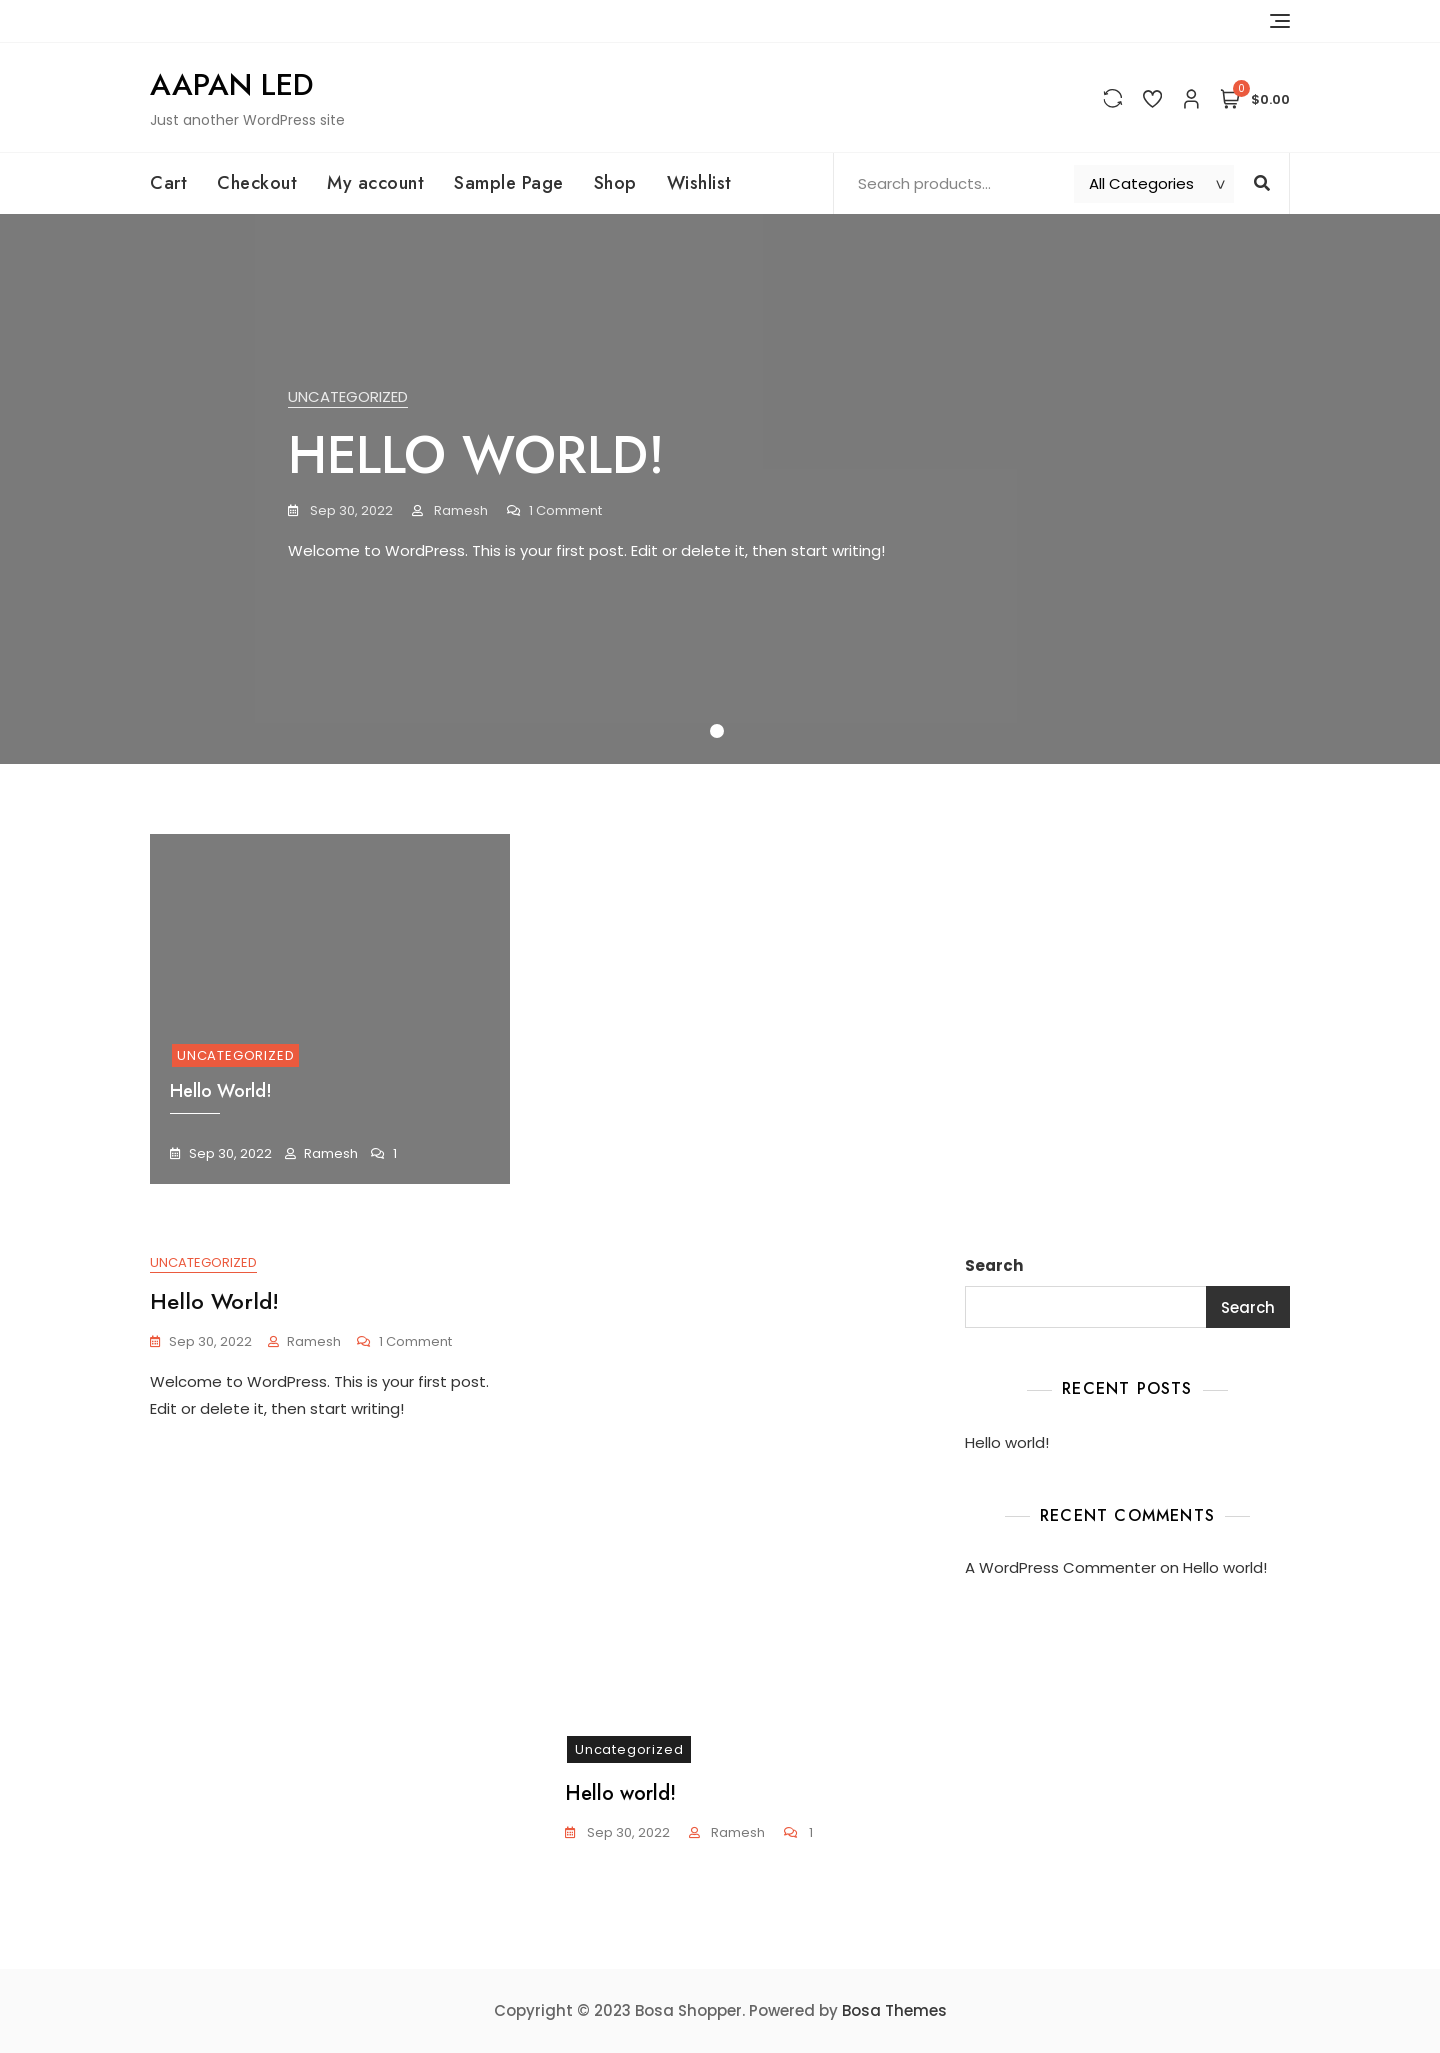 AAPAN LED
Just another WordPress site
0
$0.00
Cart Checkout My account Sample Page Shop Wishlist
Search products... All Categories
UNCATEGORIZED
HELLO WORLD!
Sep 30, 2022 Ramesh 1 Comment
Welcome to WordPress. This is your first post. Edit or delete it, then start writing!
UNCATEGORIZED
Hello World!
Sep 30, 2022 Ramesh 1
UNCATEGORIZED
Hello World!
Sep 30, 2022 Ramesh 1 Comment
Welcome to WordPress. This is your first post.
Edit or delete it, then start writing!
Search
Search
RECENT POSTS
Hello world!
RECENT COMMENTS
A WordPress Commenter on Hello world!
Uncategorized
Hello world!
Sep 30, 2022 Ramesh 1
Copyright © 2023 Bosa Shopper. Powered by Bosa Themes